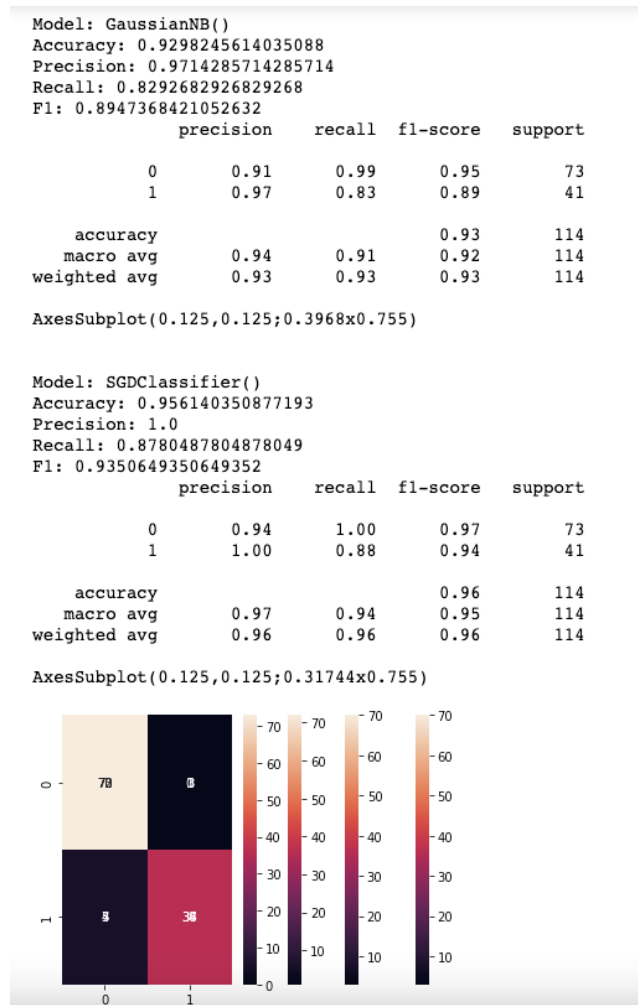 Model: GaussianNB()
Accuracy: 0.9298245614035088
Precision: 0.9714285714285714
Recall: 0.8292682926829268
F1: 0.8947368421052632
precision recall f1-score support
0 0.91 0.99 0.95 73
1 0.97 0.83 0.89 41
accuracy 0.93 114
macro avg 0.94 0.91 0.92 114
weighted avg 0.93 0.93 0.93 114
AxesSubplot(0.125,0.125;0.3968x0.755)
Model: SGDClassifier()
Accuracy: 0.956140350877193
Precision: 1.0
Recall: 0.8780487804878049
F1: 0.9350649350649352
precision recall f1-score support
0 0.94 1.00 0.97 73
1 1.00 0.88 0.94 41
accuracy 0.96 114
macro avg 0.97 0.94 0.95 114
weighted avg 0.96 0.96 0.96 114
AxesSubplot(0.125,0.125;0.31744x0.755)
70 70 70 70
60 60 60 60
0
50 50 50 50
40 40 40 40
30 30 30 30
1
20 20 20 20
10 10 10 10
0
0 1